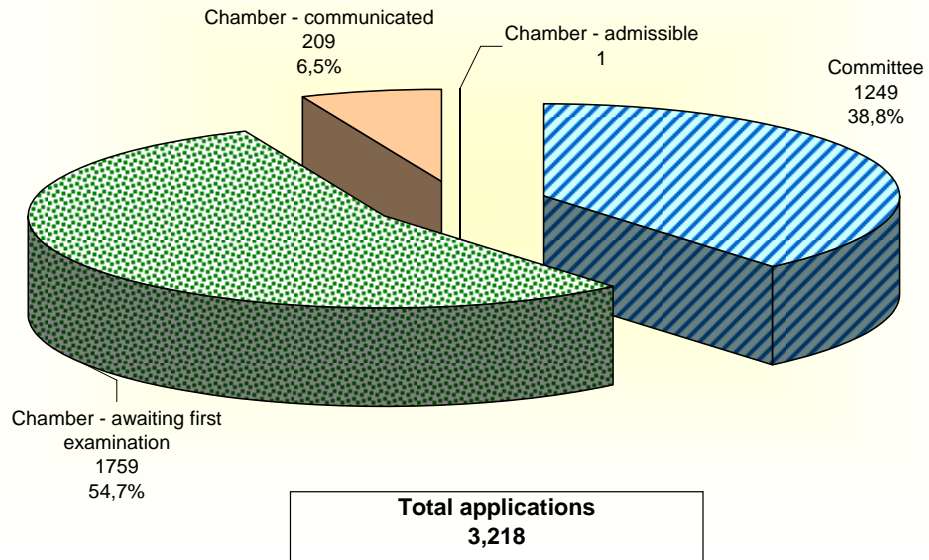 Chamber - communicated
209
6,5%
Chamber - admissible
1
Committee
1249
38,8%
Chamber - awaiting first
examination
1759
54,7%
Total applications
3,218